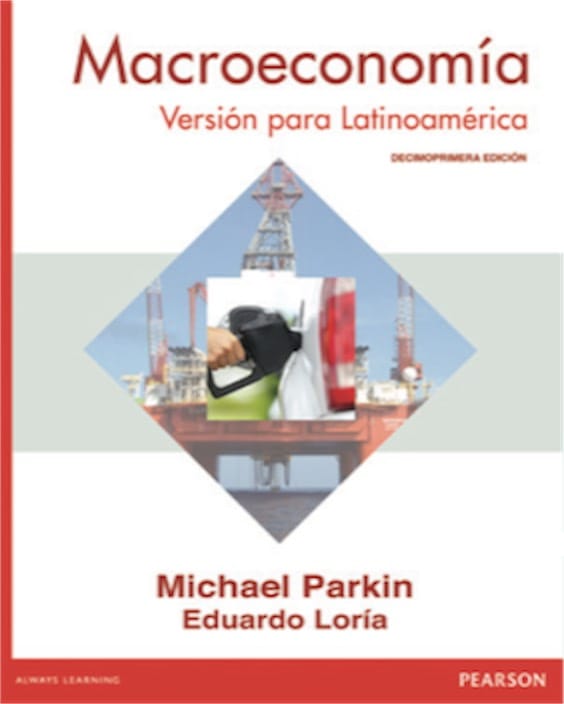 Macroeconomía
Versión para Latinoamérica
DECIMOPRIMERA EDICIÓN
Michael Parkin
Eduardo Loría
ALWAYS LEARNING
PEARSON